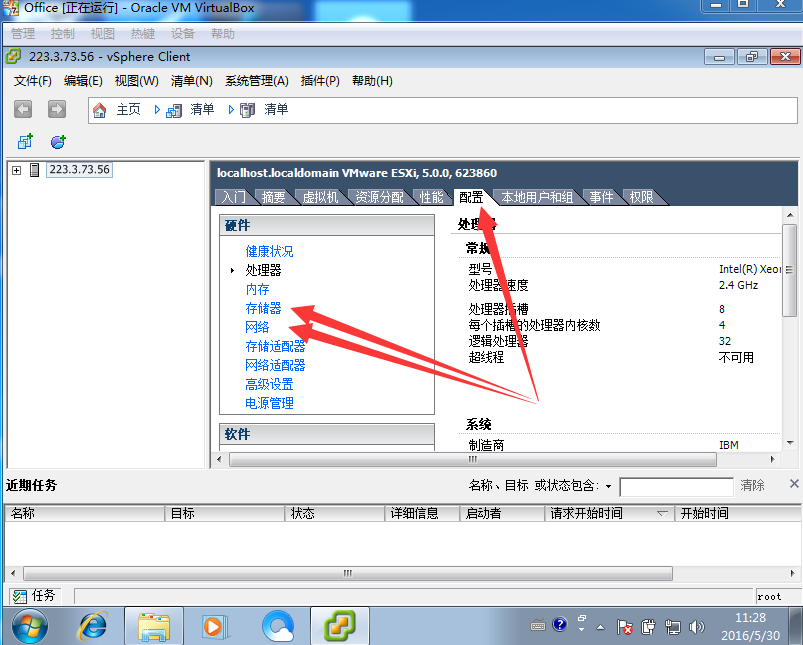 Office [正在运行] - Oracle VM VirtualBox
管理 控制 视图 热键 设备 帮助
223.3.73.56 - vSphere Client
文件(F) 编辑(E) 视图(W) 清单(N) 系统管理(A) 插件(P) 帮助(H)
主页 清单 清单
223.3.73.56
localhost.localdomain VMware ESXi, 5.0.0, 623860
入门 摘要 虚拟机 资源分配 性能 配置 本地用户和组 事件 权限
硬件
健康状况
处理器
内存
存储器
网络
存储适配器
网络适配器
高级设置
电源管理
软件
处理器
常规
型号 Intel(R) Xeo
处理器速度 2.4 GHz
处理器插槽 8
每个插槽的处理器内核数 4
逻辑处理器 32
超线程 不可用
系统
制造商 IBM
近期任务 名称、目标 或状态包含: 清除
名称 目标 状态 详细信息 启动者 请求开始时间 开始时间
任务 root
11:28
2016/5/30